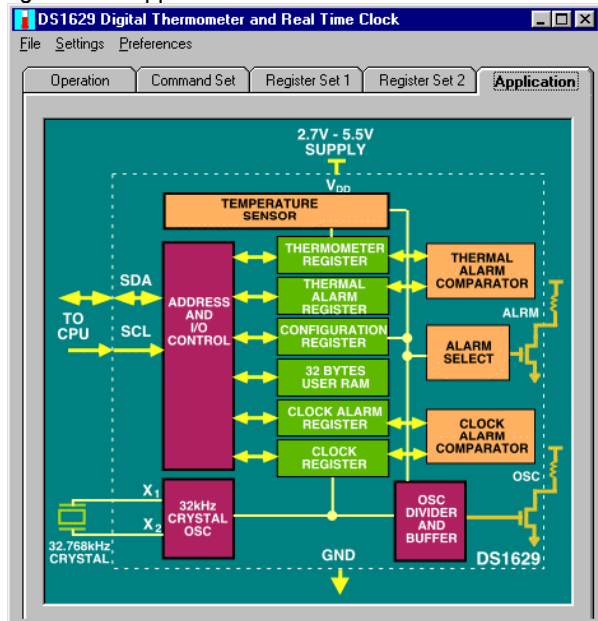 DS1629 Digital Thermometer and Real Time Clock
File Settings Preferences
Operation Command Set Register Set 1 Register Set 2 Application
2.7V - 5.5V
SUPPLY
VDD
TEMPERATURE
SENSOR
THERMOMETER
REGISTER
THERMAL
ALARM
COMPARATOR
SDA
THERMAL
ALARM
REGISTER
ADDRESS
AND
I/O
CONTROL
ALRM
TO
CPU
SCL
CONFIGURATION
REGISTER
ALARM
SELECT
32 BYTES
USER RAM
CLOCK ALARM
REGISTER
CLOCK
ALARM
COMPARATOR
CLOCK
REGISTER
OSC
X1
X2
32kHz
CRYSTAL
OSC
OSC
DIVIDER
AND
BUFFER
32.768kHz
CRYSTAL
GND
DS1629